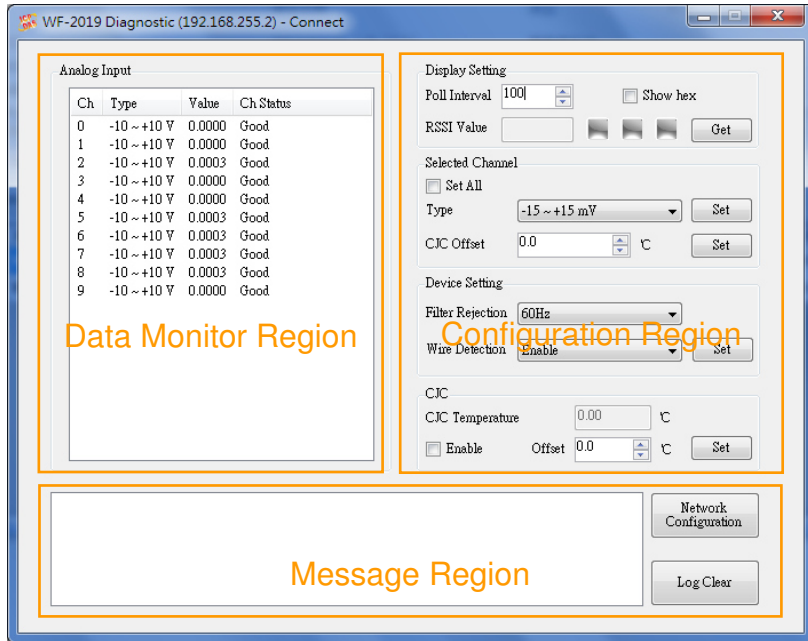 WF-2019 Diagnostic (192.168.255.2) - Connect
Analog Input
Ch Type Value Ch Status
0 -10 ~ +10 V 0.0000 Good
1 -10 ~ +10 V 0.0000 Good
2 -10 ~ +10 V 0.0003 Good
3 -10 ~ +10 V 0.0000 Good
4 -10 ~ +10 V 0.0000 Good
5 -10 ~ +10 V 0.0003 Good
6 -10 ~ +10 V 0.0003 Good
7 -10 ~ +10 V 0.0003 Good
8 -10 ~ +10 V 0.0003 Good
9 -10 ~ +10 V 0.0000 Good
Data Monitor Region
Display Setting
Poll Interval 100 Show hex
RSSI Value Get
Selected Channel
Set All
Type -15 ~ +15 mV Set
CJC Offset 0.0 ℃ Set
Device Setting
Filter Rejection 60Hz
Configuration Region
Wire Detection Enable Set
CJC
CJC Temperature 0.00 ℃
Enable Offset 0.0 ℃ Set
Message Region
Network
Configuration
Log Clear